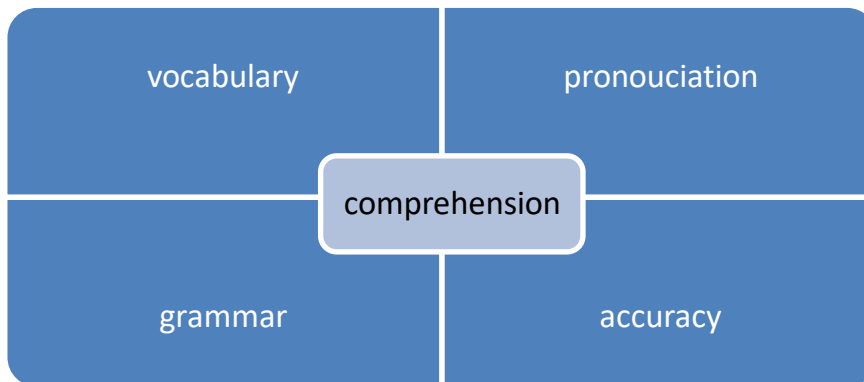 vocabulary
pronouciation
comprehension
grammar
accuracy